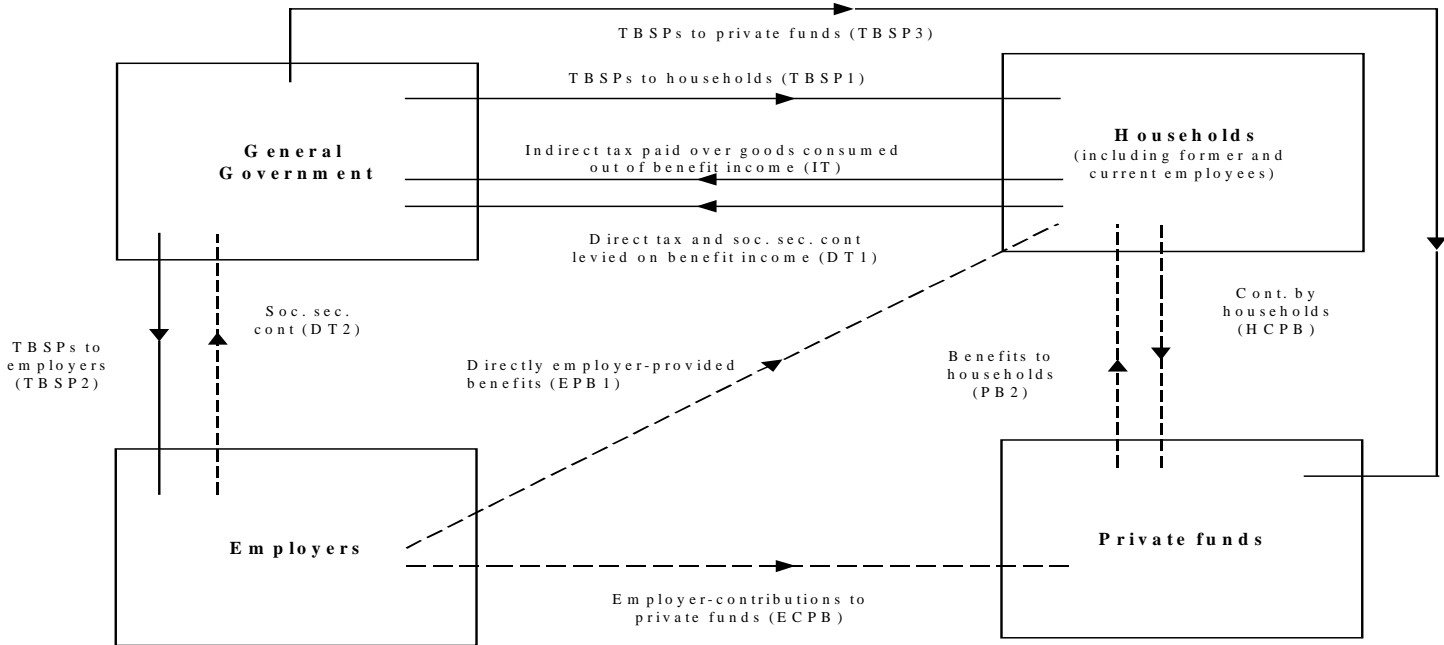 TBSPs to private funds (TBSP3)
TBSPs to households (TBSP1)
General
Government
Households
(including former and
current employees)
Indirect tax paid over goods consumed
out of benefit income (IT)
Direct tax and soc. sec. cont
levied on benefit income (DT1)
Soc. sec.
cont (DT2)
Cont. by
households
(HCPB)
TBSPs to
employers
(TBSP2)
Directly employer-provided
benefits (EPB1)
Benefits to
households
(PB2)
Employers
Private funds
Employer-contributions to
private funds (ECPB)